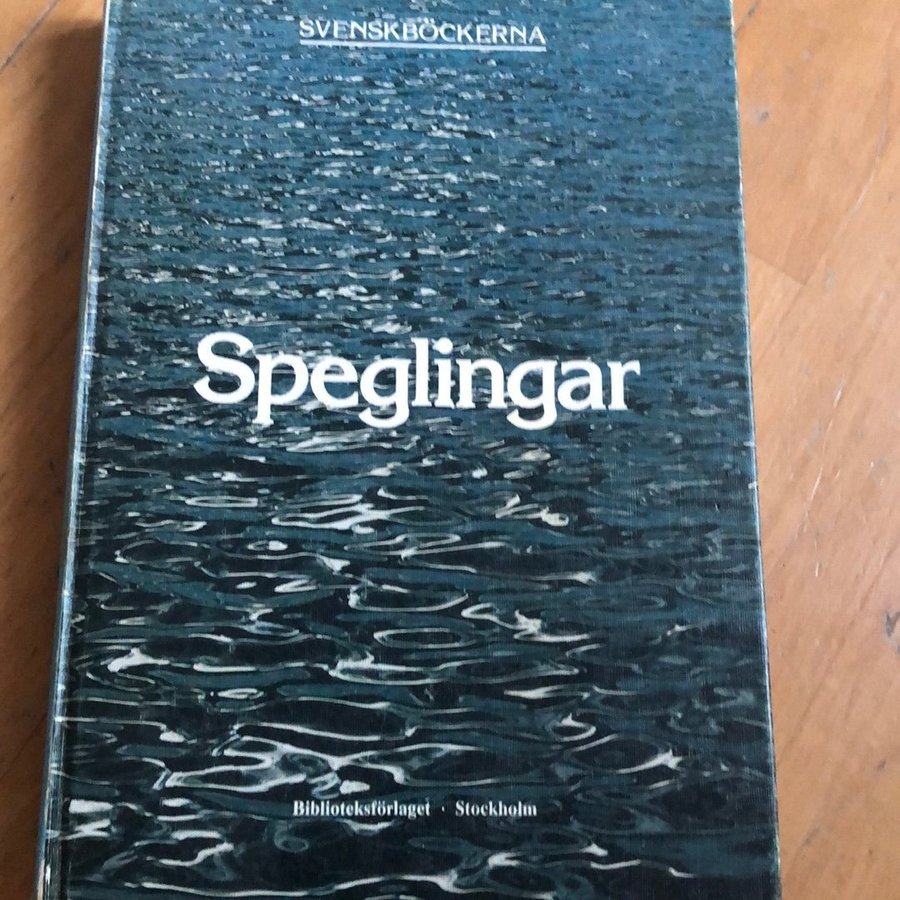 SVENSKBÖCKERNA
Speglingar
Biblioteksförlaget · Stockholm